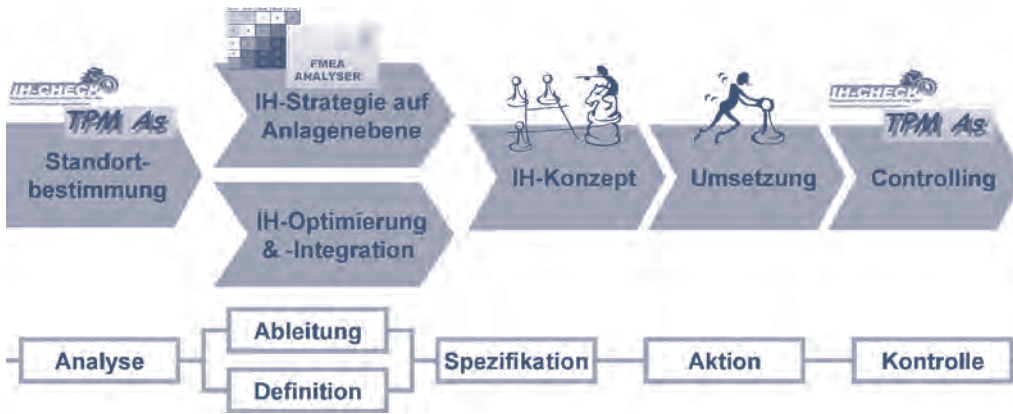 FMEA
ANALYSER
IH-CHECK
TPM As
Standort-
bestimmung
IH-Strategie auf
Anlagenebene
IH-Optimierung
& -Integration
IH-Konzept
Umsetzung
IH-CHECK
TPM As
Controlling
Analyse
Ableitung
Definition
Spezifikation
Aktion
Kontrolle